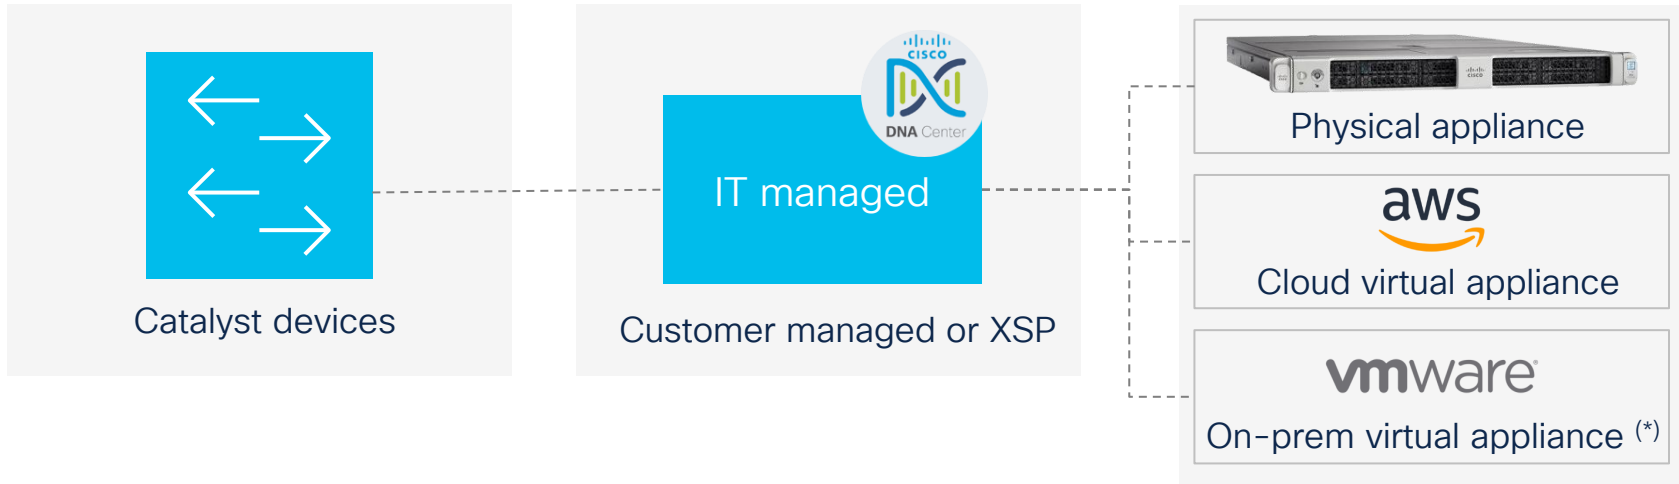 Catalyst devices
CISCO
DNA Center
IT managed
Customer managed or XSP
CISCO
Physical appliance
aws
Cloud virtual appliance
vmware®
On-prem virtual appliance (*)